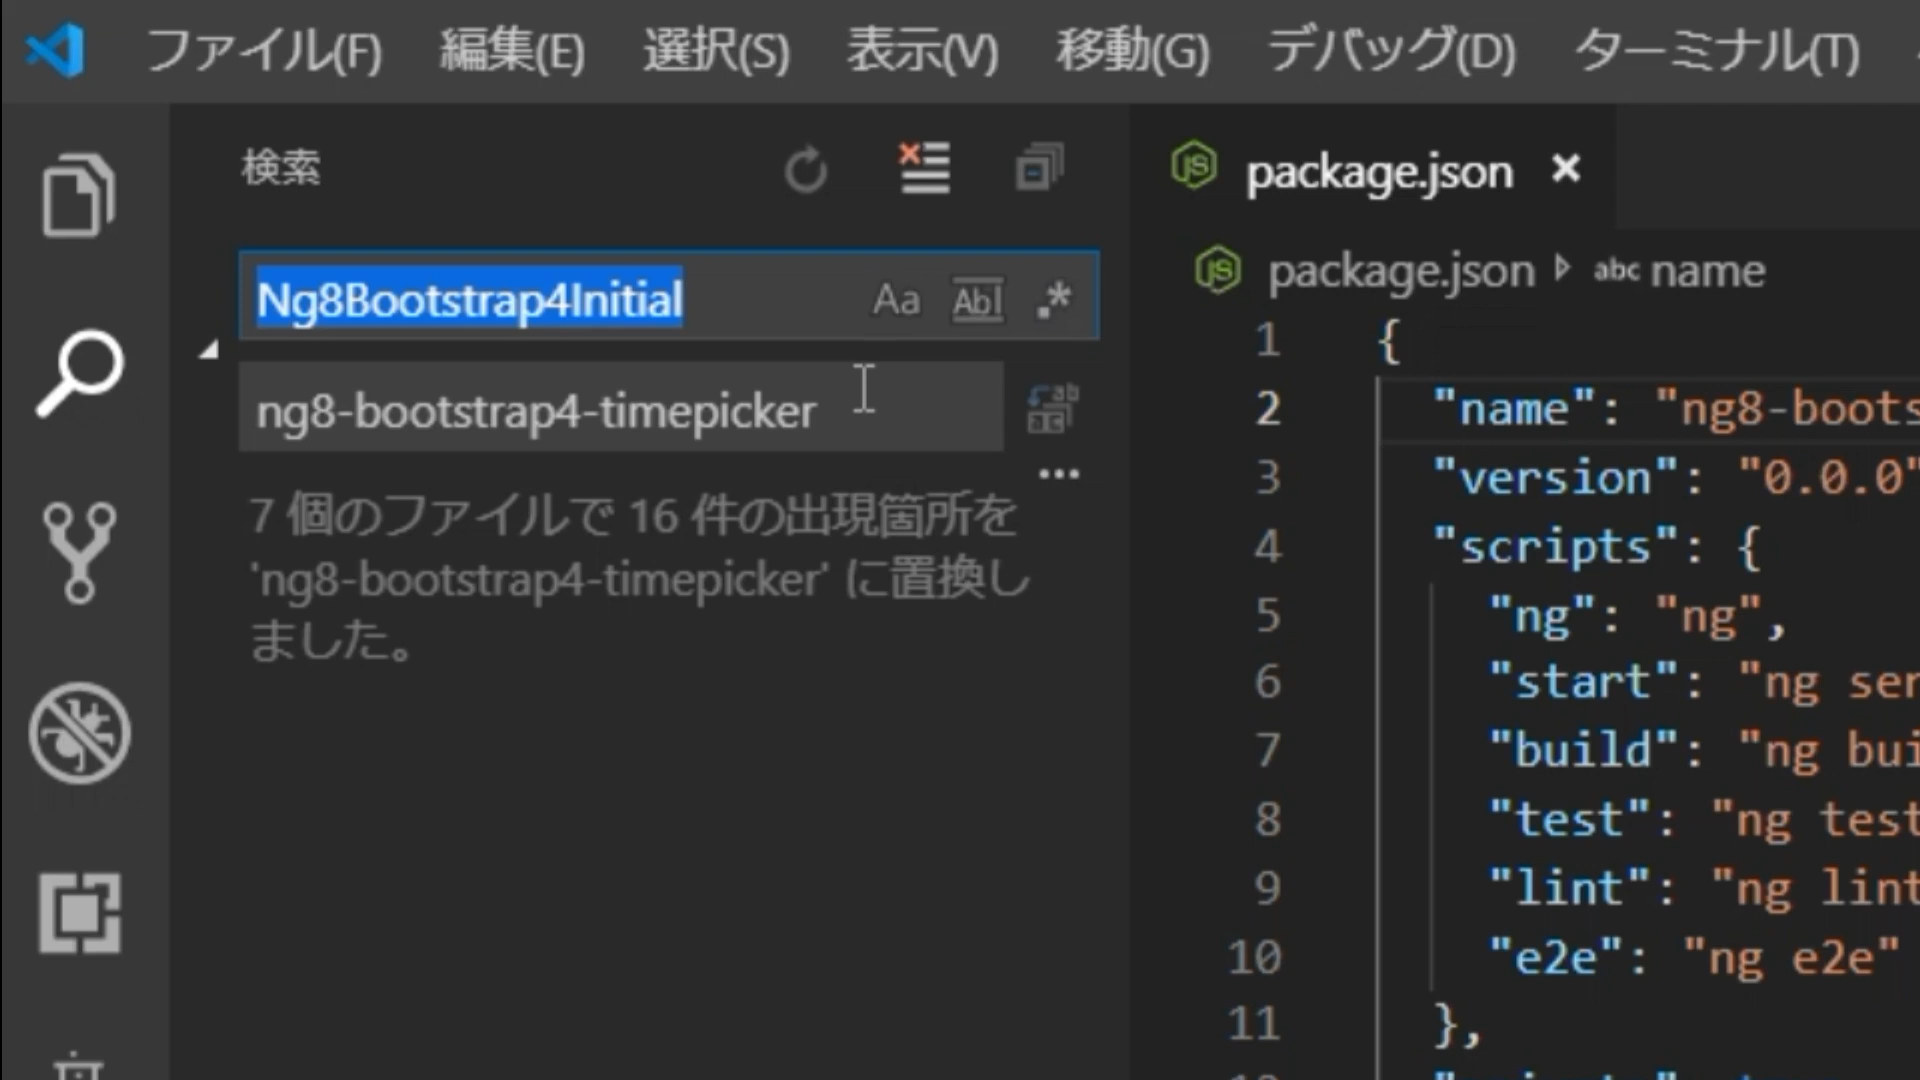 ファイル(F) 編集(E) 選択(S) 表示(V) 移動(G) デバッグ(D) ターミナル(T)
検索
Ng8Bootstrap4Initial Aa Abl .*
ng8-bootstrap4-timepicker
7 個のファイルで 16 件の出現箇所を
'ng8-bootstrap4-timepicker' に置換し
ました。
package.json ×
package.json abc name
1 {
2 "name": "ng8-boots
3 "version": "0.0.0"
4 "scripts": {
5 "ng": "ng",
6 "start": "ng ser
7 "build": "ng bui
8 "test": "ng test
9 "lint": "ng lint
10 "e2e": "ng e2e"
11 },